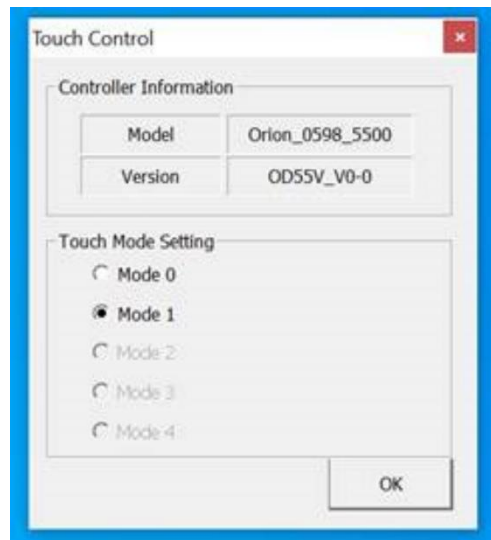 Touch Control
Controller Information
Model Orion_0598_5500
Version OD55V_V0-0
Touch Mode Setting
Mode 0
Mode 1
Mode 2
Mode 3
Mode 4
OK